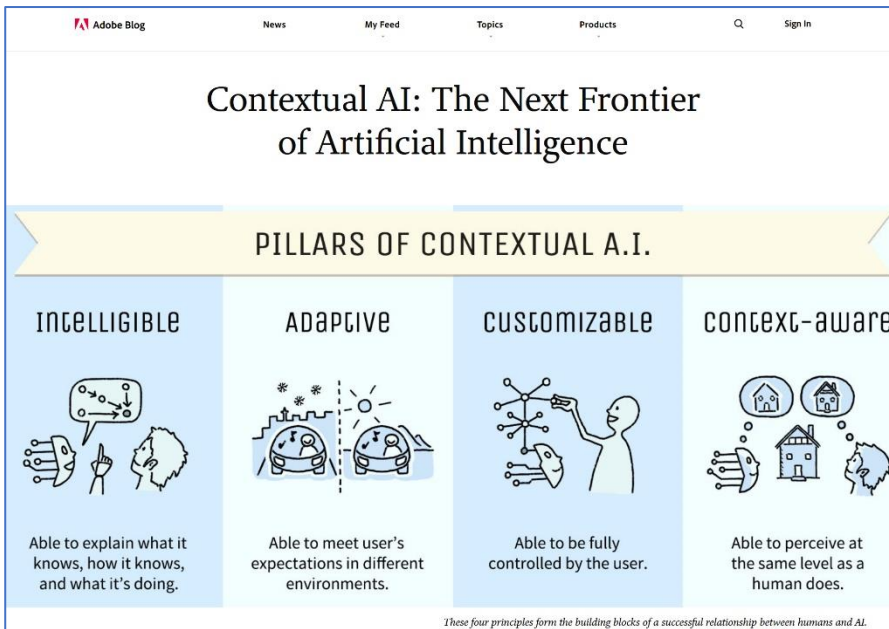 Adobe Blog News My Feed Topics Products Sign In
Contextual AI: The Next Frontier
of Artificial Intelligence
PILLARS OF CONTEXTUAL A.I.
INTELLIGIBLE
Able to explain what it
knows, how it knows,
and what it's doing.
ADAPTIVE
Able to meet user's
expectations in different
environments.
CUSTOMIZABLE
Able to be fully
controlled by the user.
CONTEXT-AWARE
Able to perceive at
the same level as a
human does.
These four principles form the building blocks of a successful relationship between humans and AI.